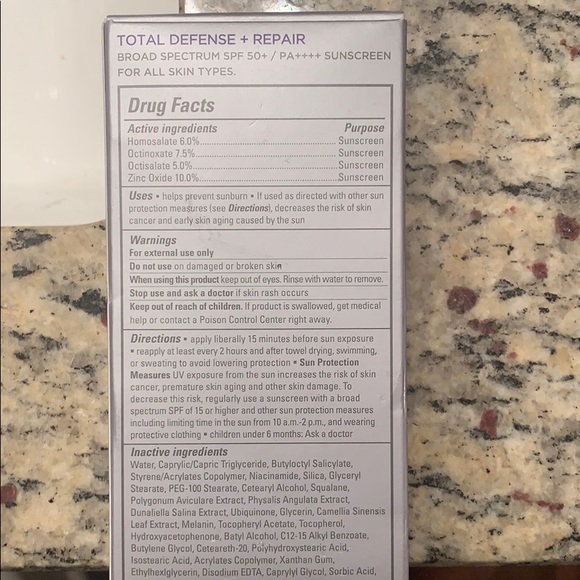 TOTAL DEFENSE + REPAIR
BROAD SPECTRUM SPF 50+ / PA++++ SUNSCREEN
FOR ALL SKIN TYPES.
Drug Facts
Active ingredients Purpose
Homosalate 6.0%.......................................................Sunscreen
Octinoxate 7.5%.......................................................Sunscreen
Octisalate 5.0%........................................................Sunscreen
Zinc Oxide 10.0%......................................................Sunscreen
Uses • helps prevent sunburn • If used as directed with other sun
protection measures (see Directions), decreases the risk of skin
cancer and early skin aging caused by the sun
Warnings
For external use only
Do not use on damaged or broken skin
When using this product keep out of eyes. Rinse with water to remove.
Stop use and ask a doctor if skin rash occurs
Keep out of reach of children. If product is swallowed, get medical
help or contact a Poison Control Center right away.
Directions • apply liberally 15 minutes before sun exposure
• reapply at least every 2 hours and after towel drying, swimming,
or sweating to avoid lowering protection • Sun Protection
Measures UV exposure from the sun increases the risk of skin
cancer, premature skin aging and other skin damage. To
decrease this risk, regularly use a sunscreen with a broad
spectrum SPF of 15 or higher and other sun protection measures
including limiting time in the sun from 10 a.m.-2 p.m., and wearing
protective clothing • children under 6 months: Ask a doctor
Inactive ingredients
Water, Caprylic/Capric Triglyceride, Butyloctyl Salicylate,
Styrene/Acrylates Copolymer, Niacinamide, Silica, Glyceryl
Stearate, PEG-100 Stearate, Cetearyl Alcohol, Squalane,
Polygonum Aviculare Extract, Physalis Angulata Extract,
Dunaliella Salina Extract, Ubiquinone, Glycerin, Camellia Sinensis
Leaf Extract, Melanin, Tocopheryl Acetate, Tocopherol,
Hydroxyacetophenone, Batyl Alcohol, C12-15 Alkyl Benzoate,
Butylene Glycol, Ceteareth-20, Polyhydroxystearic Acid,
Isostearic Acid, Acrylates Copolymer, Xanthan Gum,
Ethylhexylglycerin, Disodium EDTA, Caprylyl Glycol, Sorbic Acid,